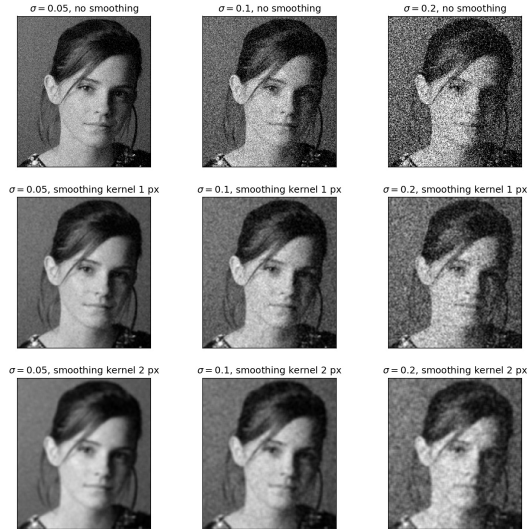 σ = 0.05, no smoothing
σ = 0.1, no smoothing
σ = 0.2, no smoothing
σ = 0.05, smoothing kernel 1 px
σ = 0.1, smoothing kernel 1 px
σ = 0.2, smoothing kernel 1 px
σ = 0.05, smoothing kernel 2 px
σ = 0.1, smoothing kernel 2 px
σ = 0.2, smoothing kernel 2 px